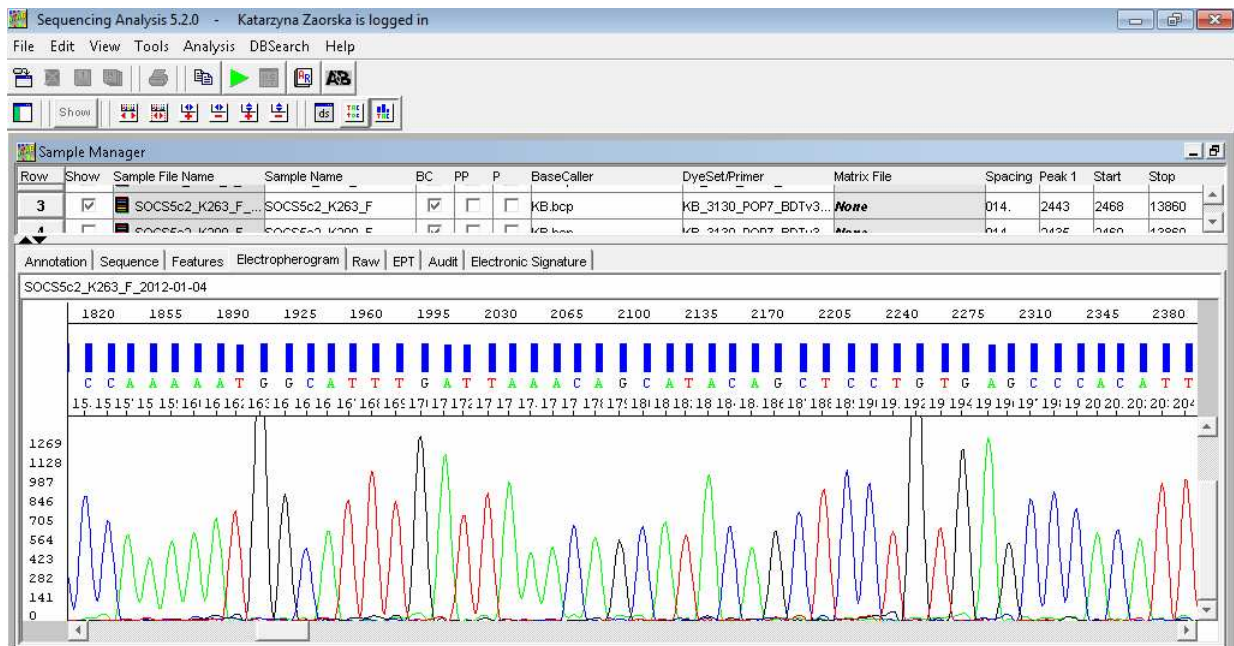 Sequencing Analysis 5.2.0 - Katarzyna Zaorska is logged in
File Edit View Tools Analysis DBSearch Help
Show ds
Sample Manager
Row Show Sample File Name Sample Name BC PP P BaseCaller DyeSet/Primer Matrix File Spacing Peak 1 Start Stop
3 SOCS5c2_K263_F_... SOCS5c2_K263_F KB.bcp KB_3130_POP7_BDTv3... None 014. 2443 2468 13860
Annotation Sequence Features Electropherogram Raw EPT Audit Electronic Signature
SOCS5c2_K263_F_2012-01-04
1820 1855 1890 1925 1960 1995 2030 2065 2100 2135 2170 2205 2240 2275 2310 2345 2380
C C A A A A A T G G C A T T T G A T T A A A C A G C A T A C A G C T C C T G T G A G C C C A C A T T
1269
1128
987
846
705
564
423
282
141
0